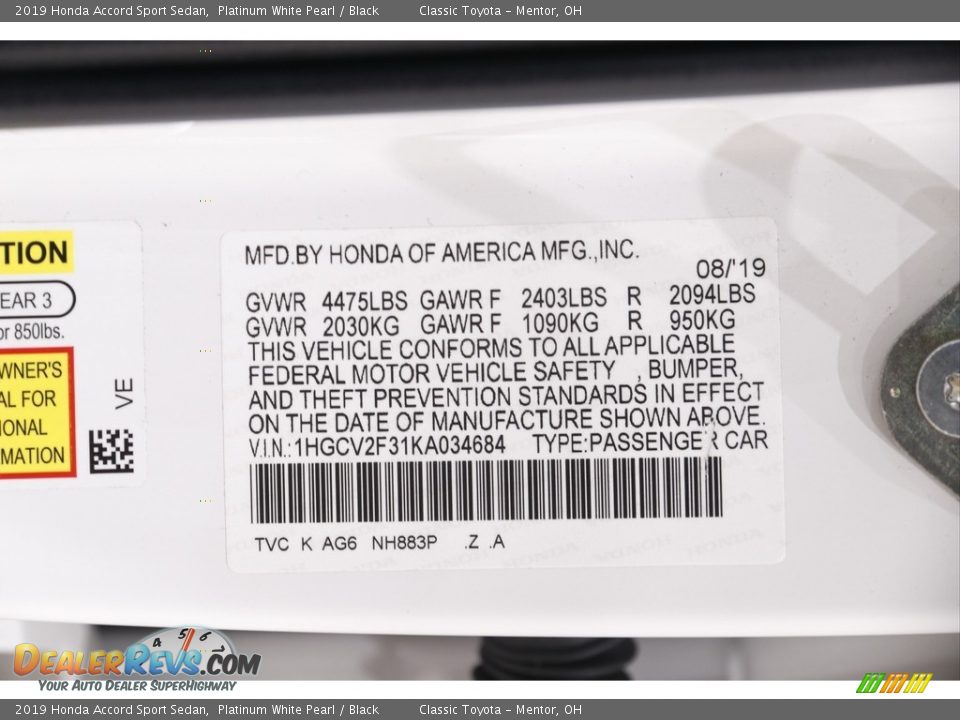 2019 Honda Accord Sport Sedan,  Platinum White Pearl / Black        Classic Toyota – Mentor, OH
TION
EAR 3
or 850lbs.
WNER'S
AL FOR
IONAL
MATION
VE
MFD.BY HONDA OF AMERICA MFG.,INC.
08/'19
GVWR  4475LBS  GAWR F  2403LBS  R  2094LBS
GVWR  2030KG  GAWR F  1090KG  R  950KG
THIS VEHICLE CONFORMS TO ALL APPLICABLE
FEDERAL MOTOR VEHICLE SAFETY  , BUMPER,
AND THEFT PREVENTION STANDARDS IN EFFECT
ON THE DATE OF MANUFACTURE SHOWN ABOVE.
V.I.N.:1HGCV2F31KA034684  TYPE:PASSENGER CAR
TVC  K  AG6  NH883P  .Z  .A
4 5 6
DealerRevs.com
Your Auto Dealer SuperHighway
2019 Honda Accord Sport Sedan,  Platinum White Pearl / Black        Classic Toyota – Mentor, OH